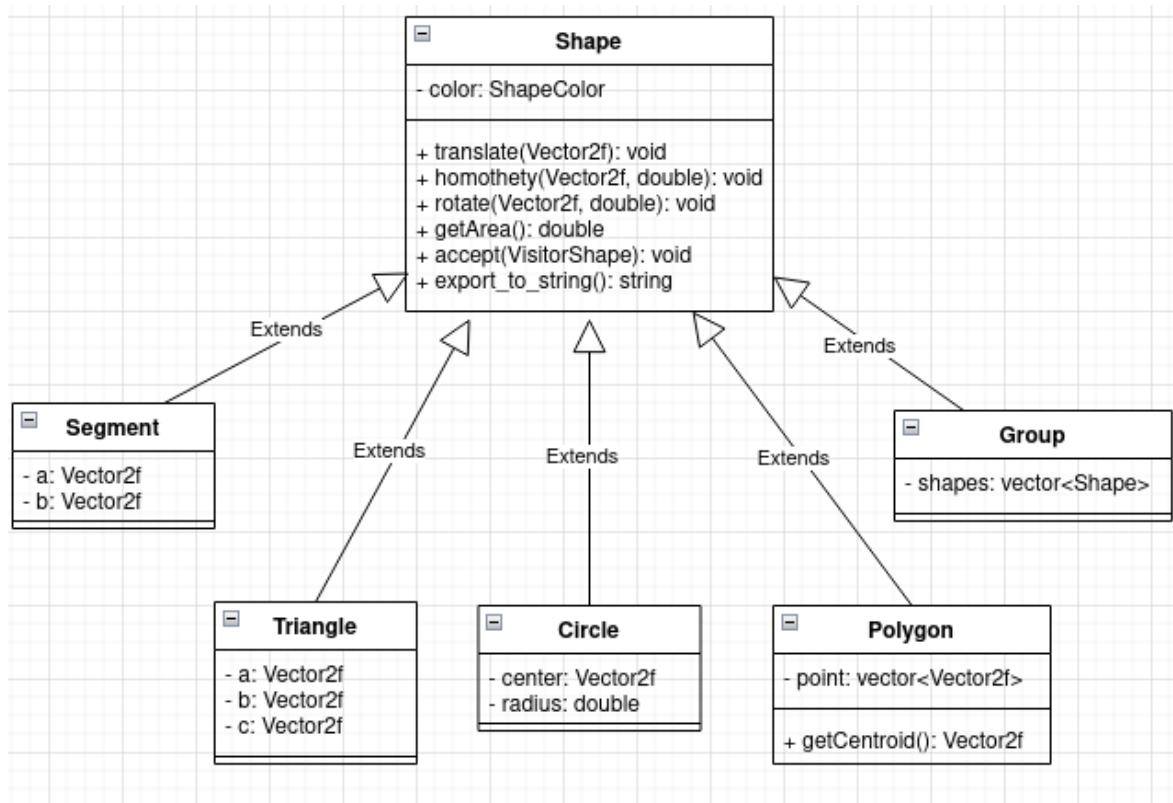 Shape
- color: ShapeColor
+ translate(Vector2f): void
+ homothety(Vector2f, double): void
+ rotate(Vector2f, double): void
+ getArea(): double
+ accept(VisitorShape): void
+ export_to_string(): string
Extends
Extends
Extends
Extends
Extends
Segment
- a: Vector2f
- b: Vector2f
Group
- shapes: vector<Shape>
Triangle
- a: Vector2f
- b: Vector2f
- c: Vector2f
Circle
- center: Vector2f
- radius: double
Polygon
- point: vector<Vector2f>
+ getCentroid(): Vector2f